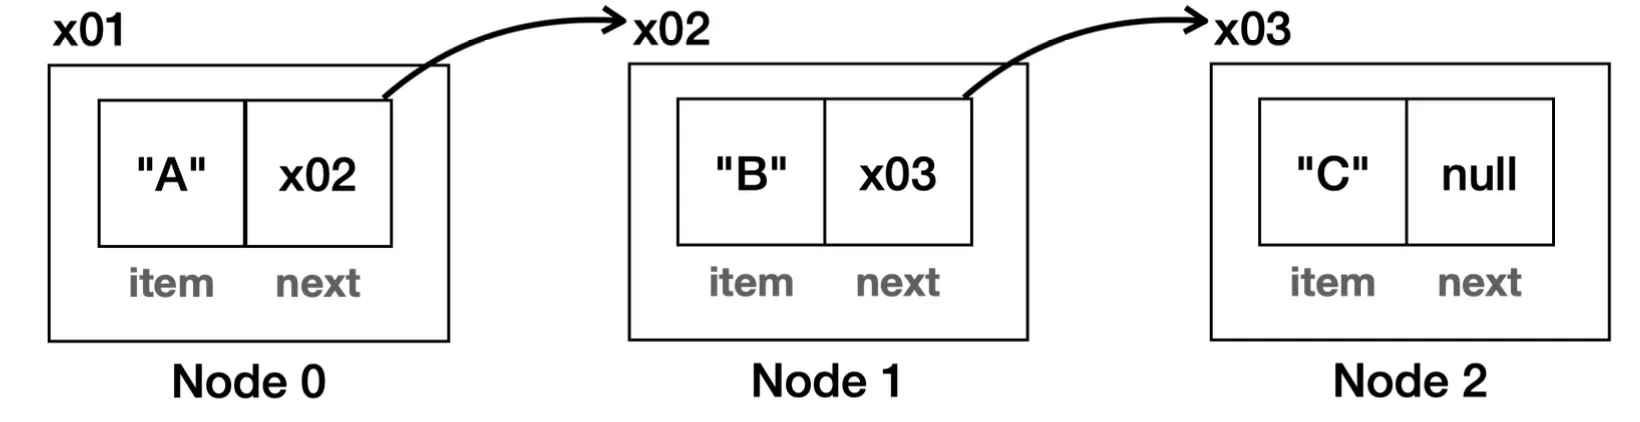 x01 x02 x03
"A" x02 "B" x03 "C" null
item next item next item next
Node 0 Node 1 Node 2